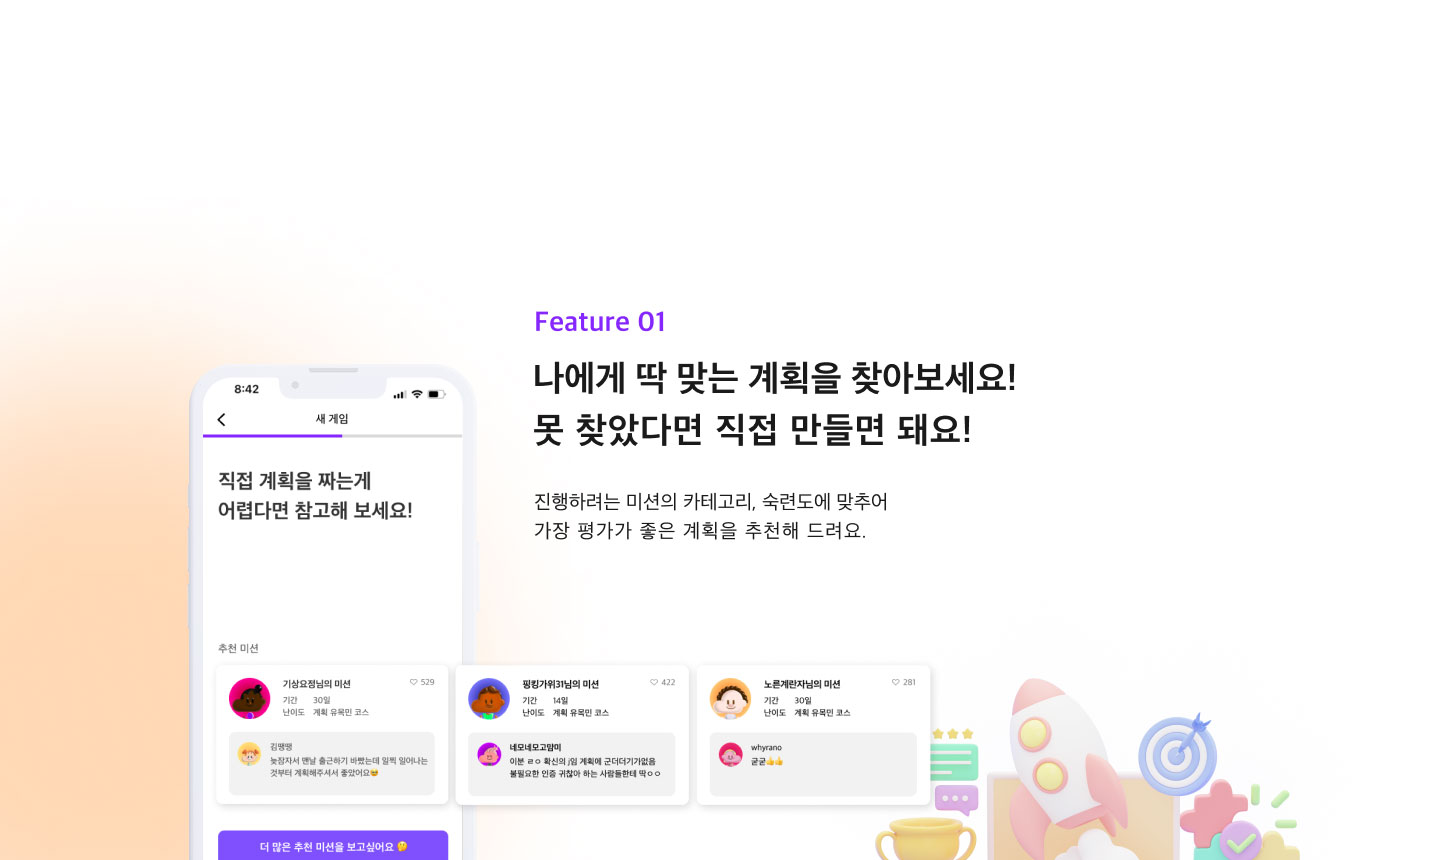 Feature 01
나에게 딱 맞는 계획을 찾아보세요!
못 찾았다면 직접 만들면 돼요!
진행하려는 미션의 카테고리, 숙련도에 맞추어
가장 평가가 좋은 계획을 추천해 드려요.
8:42
새 게임
직접 계획을 짜는게
어렵다면 참고해 보세요!
추천 미션
기상요정님의 미션
529
기간 30일
난이도 계획 유목민 코스
김땡땡
늦잠자서 맨날 출근하기 바빴는데 일찍 일어나는
것부터 계획해주셔서 좋았어요🥹
핑킹가위31님의 미션
422
기간 14일
난이도 계획 유목민 코스
네모네모고먐미
이분 ㄹㅇ 확신의 j임 계획에 군더더기가없음
불필요한 인증 귀찮아 하는 사람들한테 딱ㅇㅇ
노른계란자님의 미션
281
기간 30일
난이도 계획 유목민 코스
whyrano
굳굳👍👍
더 많은 추천 미션을 보고싶어요 🤔